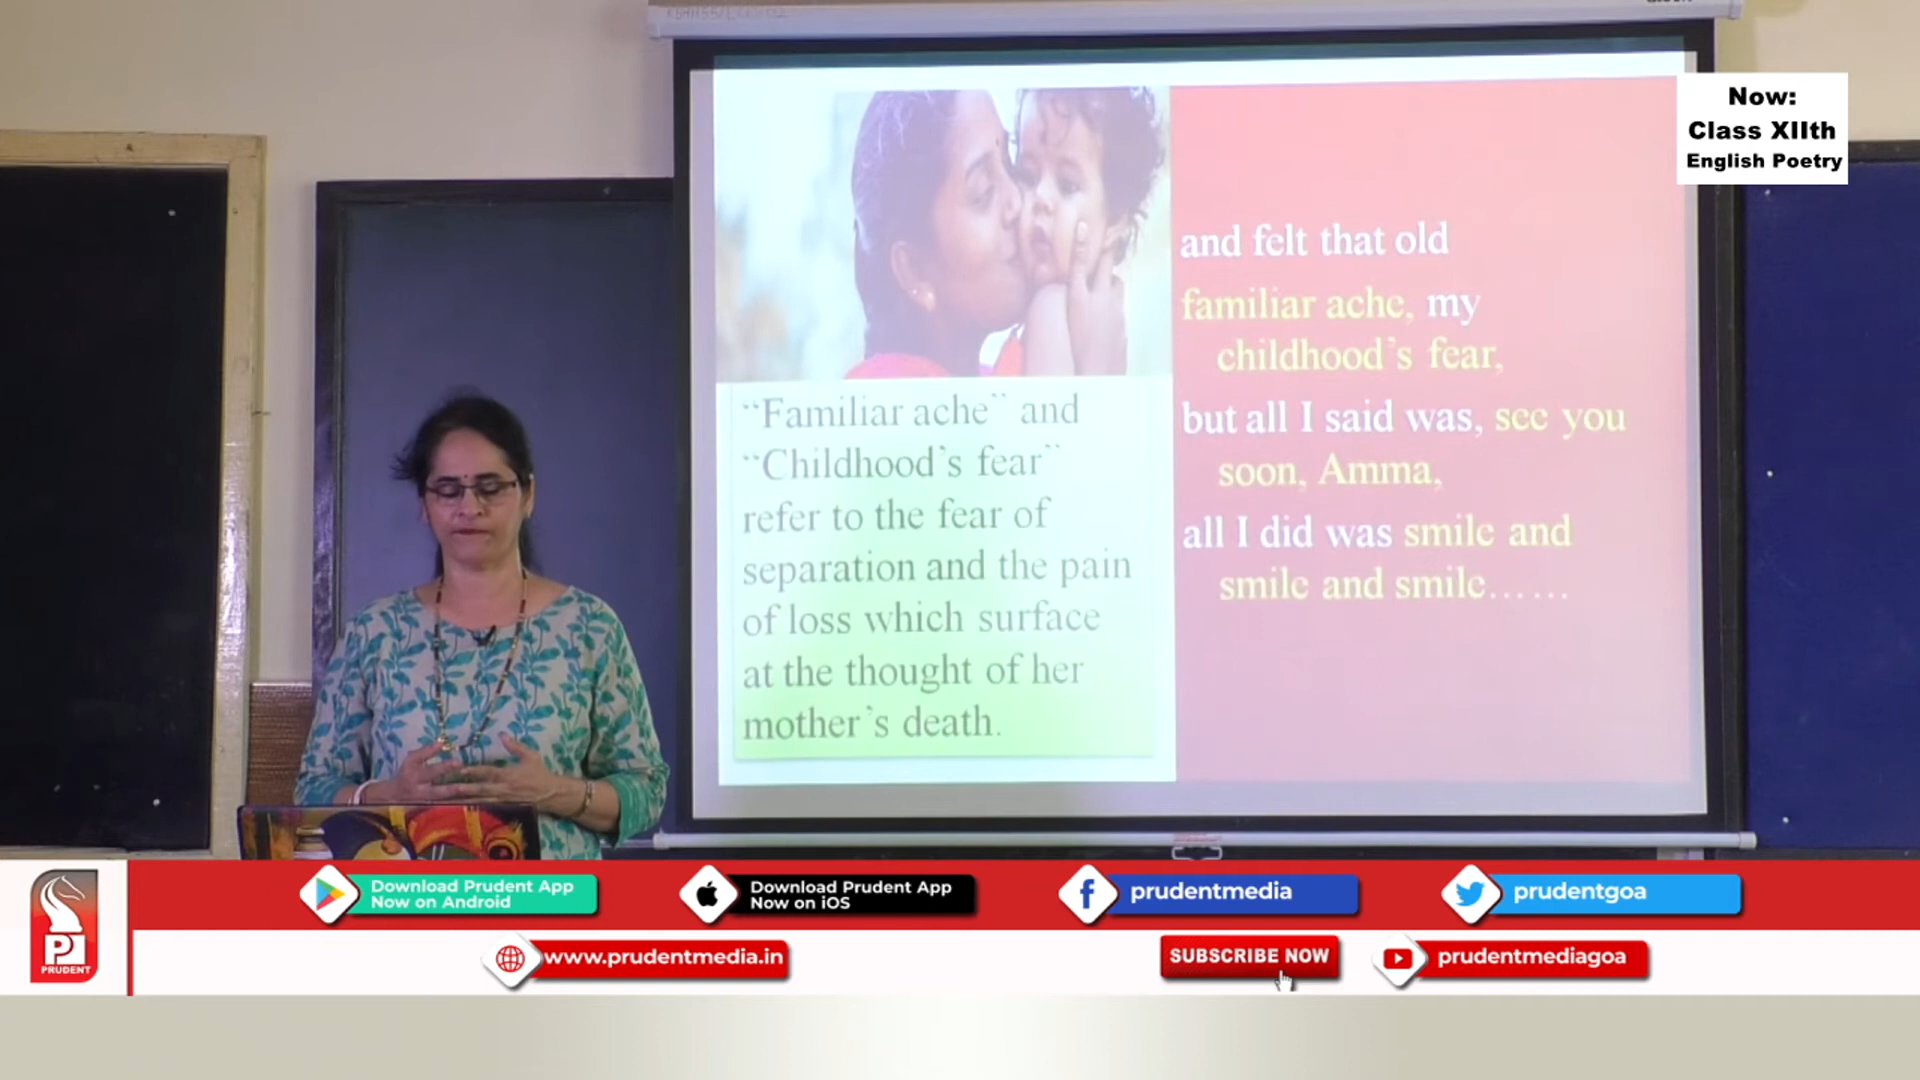 Now:
Class XIIth
English Poetry
and felt that old
familiar ache, my
childhood's fear,
but all I said was, see you
soon, Amma,
all I did was smile and
smile and smile......
"Familiar ache" and
"Childhood's fear"
refer to the fear of
separation and the pain
of loss which surface
at the thought of her
mother's death.
PRUDENT
Download Prudent App
Now on Android
Download Prudent App
Now on iOS
prudentmedia
prudentgoa
www.prudentmedia.in
SUBSCRIBE NOW
prudentmediagoa